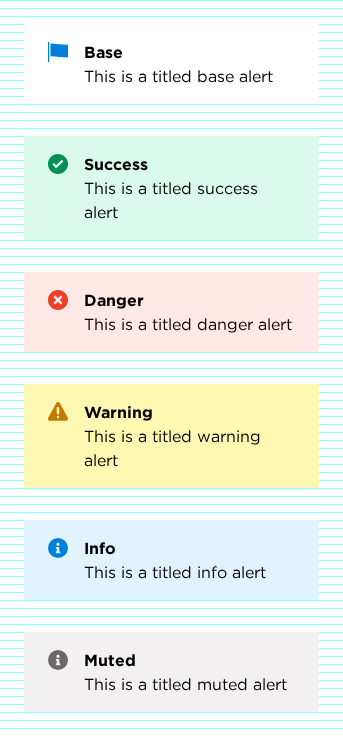 Base
This is a titled base alert
Success
This is a titled success
alert
Danger
This is a titled danger alert
Warning
This is a titled warning
alert
Info
This is a titled info alert
Muted
This is a titled muted alert